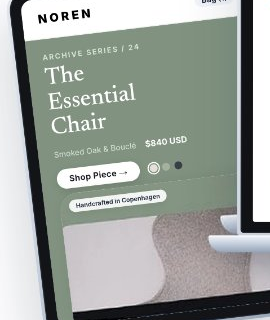 NOREN
ARCHIVE SERIES / 24
The
Essential
Chair
Smoked Oak & Bouclé $840 USD
Shop Piece →
Handcrafted in Copenhagen